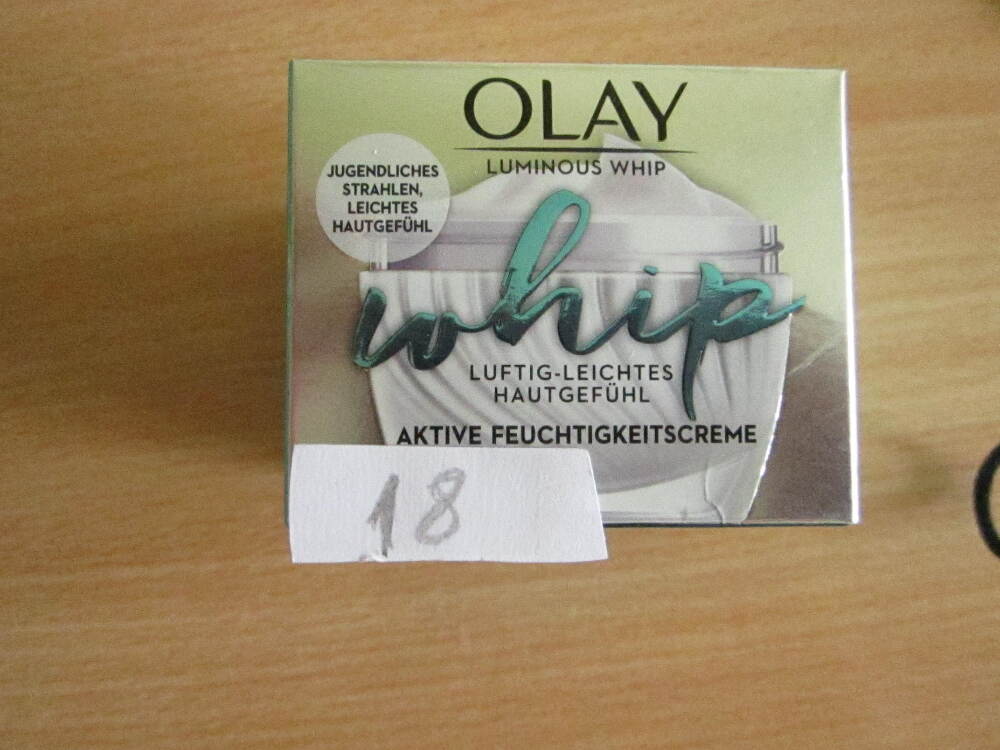 OLAY
LUMINOUS WHIP
JUGENDLICHES
STRAHLEN,
LEICHTES
HAUTGEFÜHL
whip
LUFTIG-LEICHTES
HAUTGEFÜHL
AKTIVE FEUCHTIGKEITSCREME
18